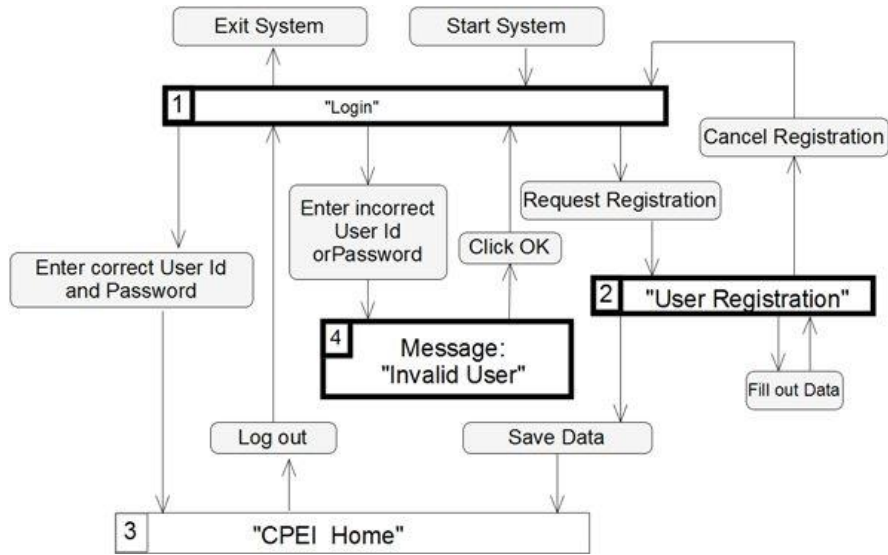 Exit System
Start System
1
"Login"
Cancel Registration
Enter incorrect
User Id
orPassword
Request Registration
Click OK
Enter correct User Id
and Password
2
"User Registration"
4
Message:
"Invalid User"
Fill out Data
Log out
Save Data
3
"CPEI  Home"